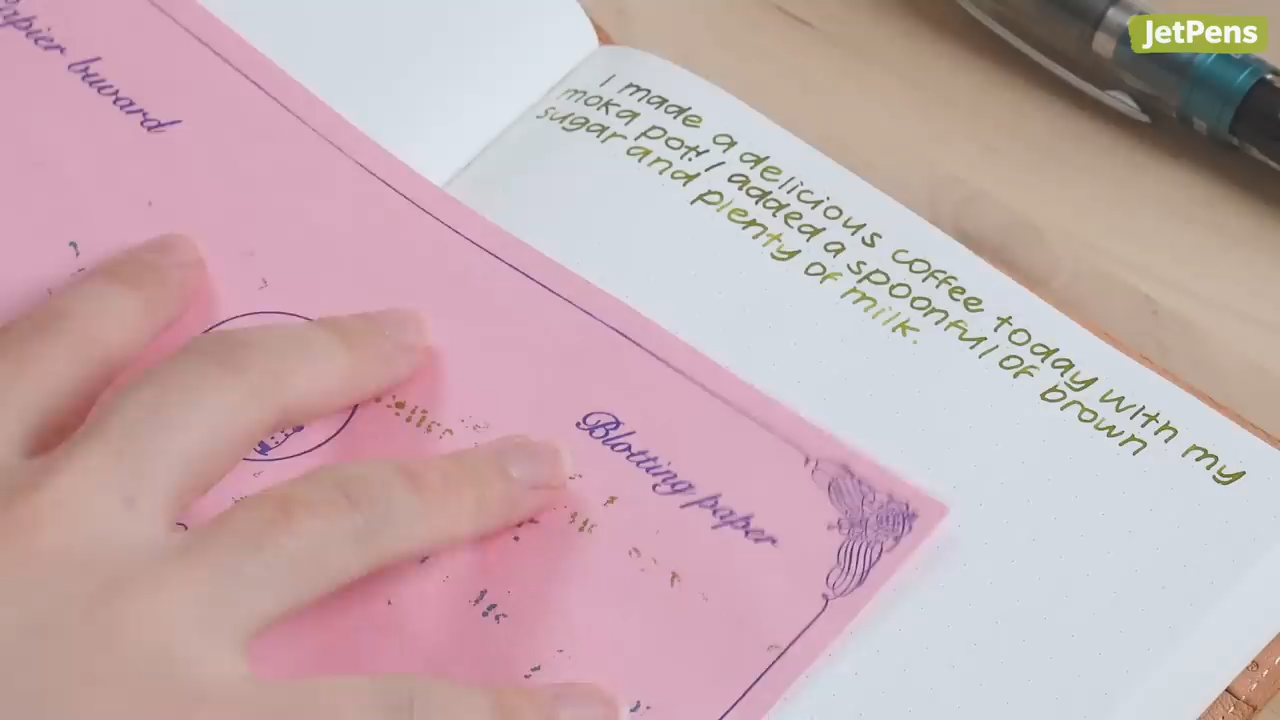 JetPens
Papier buvard
I made a delicious coffee today with my
moka pot! I added a spoonful of brown
sugar and plenty of milk.
Blotting paper